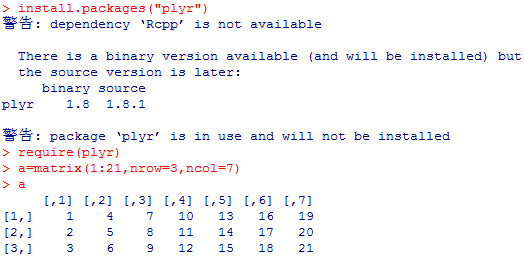 > install.packages("plyr")
警告: dependency ‘Rcpp’ is not available

  There is a binary version available (and will be installed) but
  the source version is later:
     binary source
plyr    1.8  1.8.1

警告: package ‘plyr’ is in use and will not be installed
> require(plyr)
> a=matrix(1:21,nrow=3,ncol=7)
> a
     [,1] [,2] [,3] [,4] [,5] [,6] [,7]
[1,]    1    4    7   10   13   16   19
[2,]    2    5    8   11   14   17   20
[3,]    3    6    9   12   15   18   21